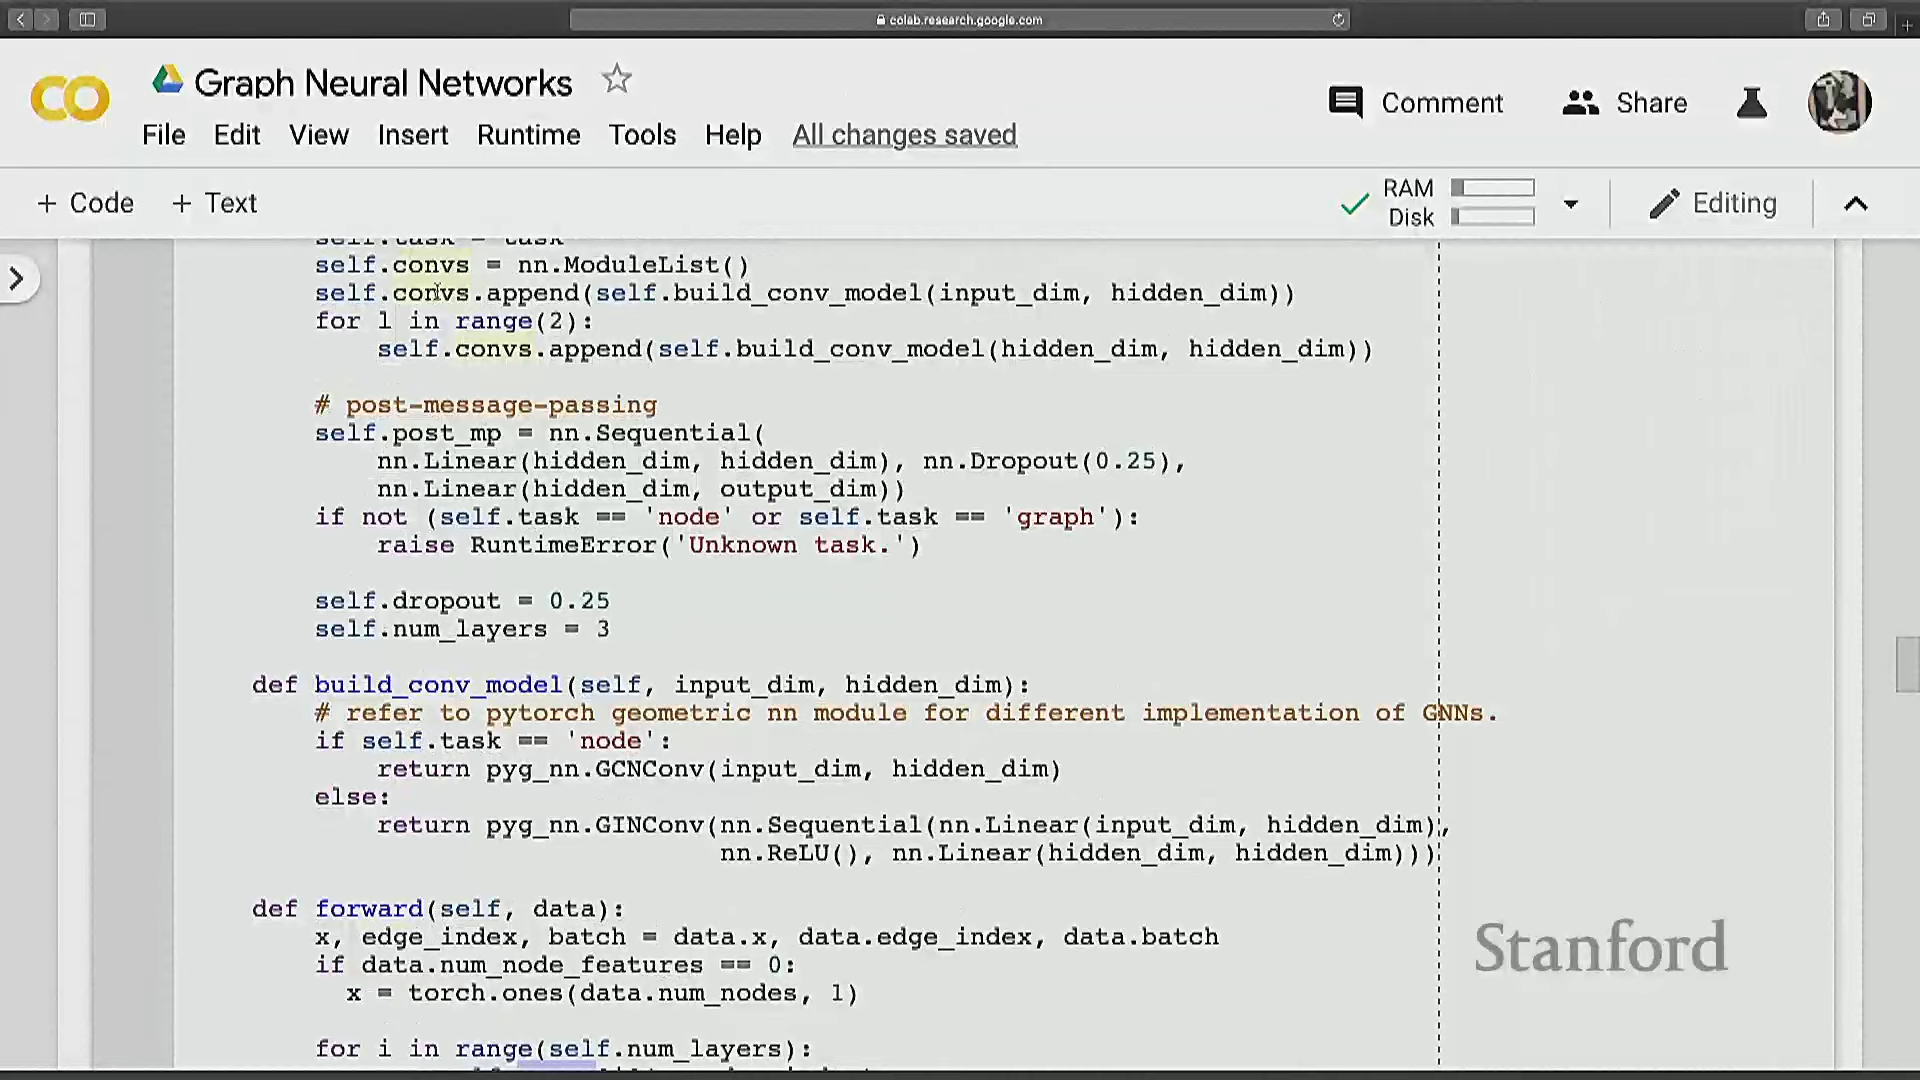 colab.research.google.com
CO
Graph Neural Networks
Comment
Share
File Edit View Insert Runtime Tools Help All changes saved
+ Code + Text
RAM
Disk
Editing
self.task = task
self.convs = nn.ModuleList()
self.convs.append(self.build_conv_model(input_dim, hidden_dim))
for l in range(2):
self.convs.append(self.build_conv_model(hidden_dim, hidden_dim))
# post-message-passing
self.post_mp = nn.Sequential(
nn.Linear(hidden_dim, hidden_dim), nn.Dropout(0.25),
nn.Linear(hidden_dim, output_dim))
if not (self.task == 'node' or self.task == 'graph'):
raise RuntimeError('Unknown task.')
self.dropout = 0.25
self.num_layers = 3
def build_conv_model(self, input_dim, hidden_dim):
# refer to pytorch geometric nn module for different implementation of GNNs.
if self.task == 'node':
return pyg_nn.GCNConv(input_dim, hidden_dim)
else:
return pyg_nn.GINConv(nn.Sequential(nn.Linear(input_dim, hidden_dim),
nn.ReLU(), nn.Linear(hidden_dim, hidden_dim)))
def forward(self, data):
x, edge_index, batch = data.x, data.edge_index, data.batch
if data.num_node_features == 0:
x = torch.ones(data.num_nodes, 1)
for i in range(self.num_layers):
Stanford